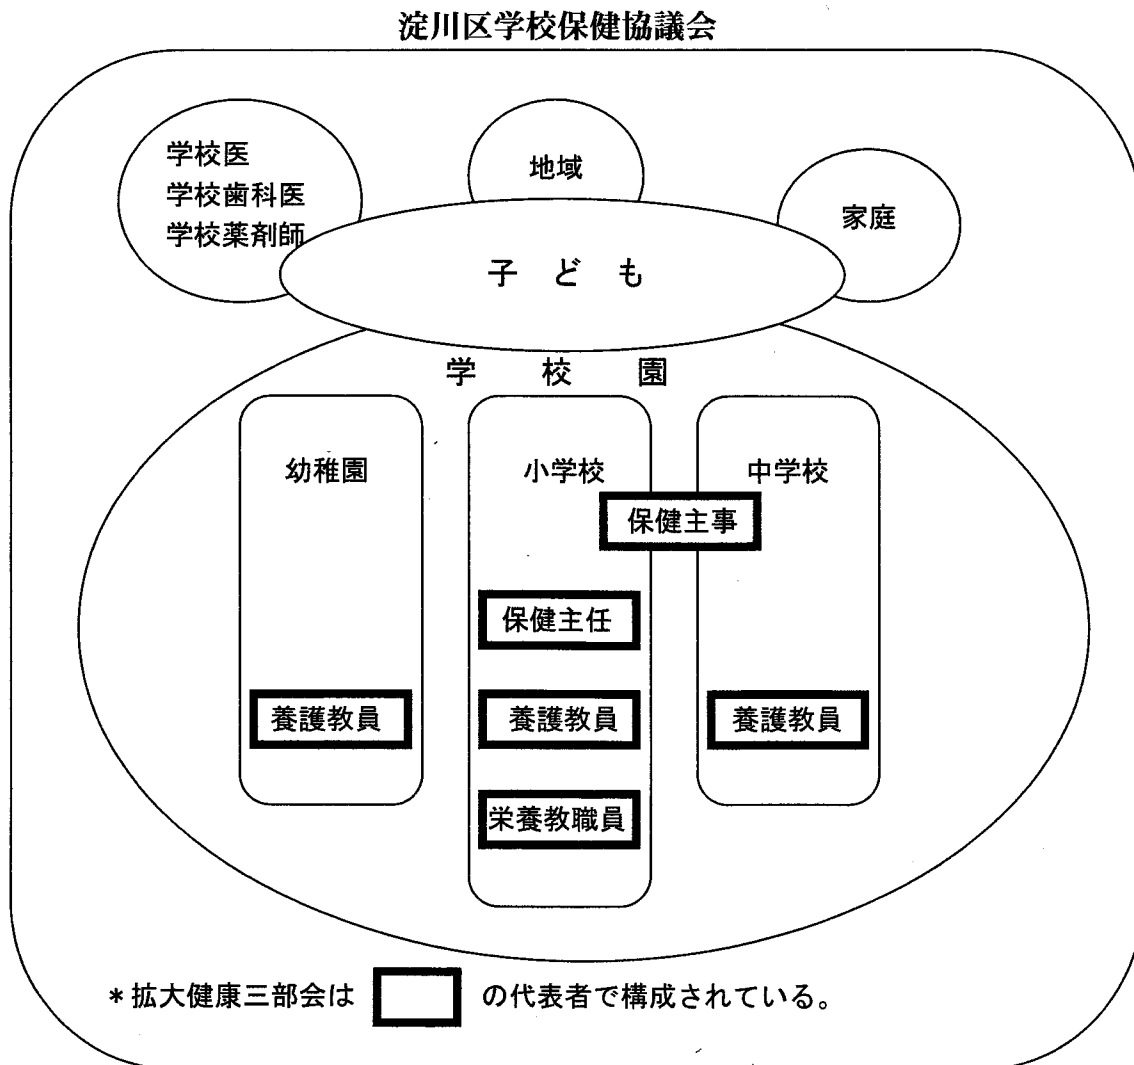 淀川区学校保健協議会
学校医
学校歯科医
学校薬剤師
地域
家庭
子ども
学校園
幼稚園
小学校
中学校
保健主事
保健主任
養護教員
養護教員
養護教員
栄養教職員
*拡大健康三部会は の代表者で構成されている。